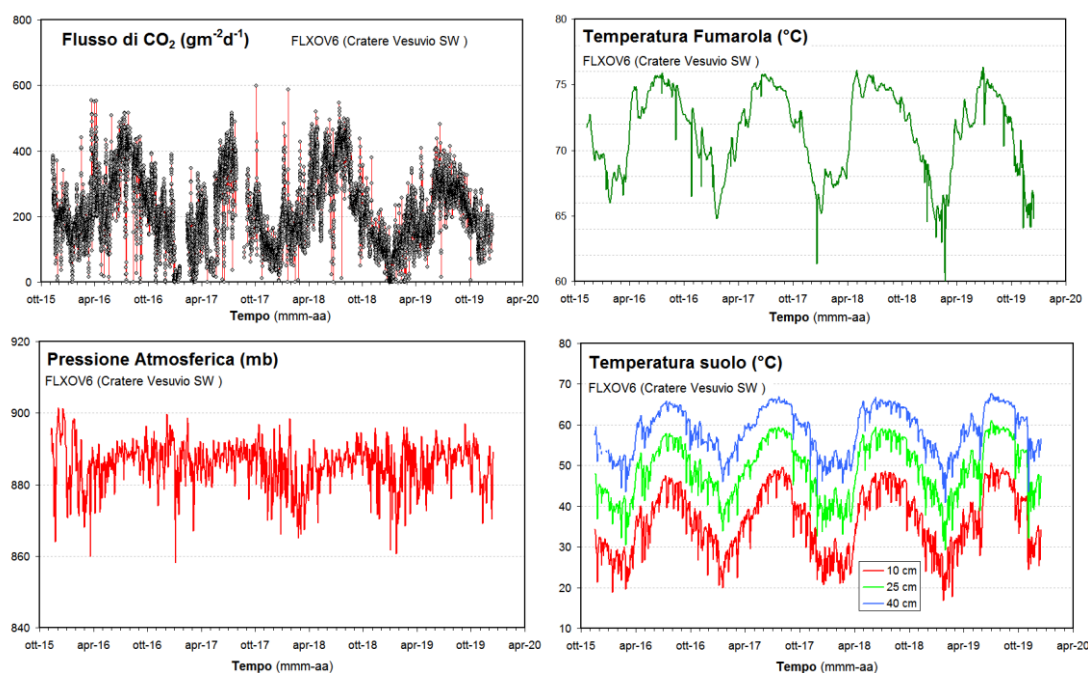 Flusso di CO₂ (gm⁻²d⁻¹)
FLXOV6 (Cratere Vesuvio SW )
800
600
400
200
0
ott-15 apr-16 ott-16 apr-17 ott-17 apr-18 ott-18 apr-19 ott-19 apr-20
Tempo (mmm-aa)
Temperatura Fumarola (°C)
FLXOV6 (Cratere Vesuvio SW )
80
75
70
65
60
ott-15 apr-16 ott-16 apr-17 ott-17 apr-18 ott-18 apr-19 ott-19 apr-20
Tempo (mmm-aa)
Pressione Atmosferica (mb)
FLXOV6 (Cratere Vesuvio SW )
920
900
880
860
840
ott-15 apr-16 ott-16 apr-17 ott-17 apr-18 ott-18 apr-19 ott-19 apr-20
Tempo (mmm-aa)
Temperatura suolo (°C)
FLXOV6 (Cratere Vesuvio SW )
80
70
60
50
40
30
20
10
10 cm
25 cm
40 cm
ott-15 apr-16 ott-16 apr-17 ott-17 apr-18 ott-18 apr-19 ott-19 apr-20
Tempo (mmm-aa)